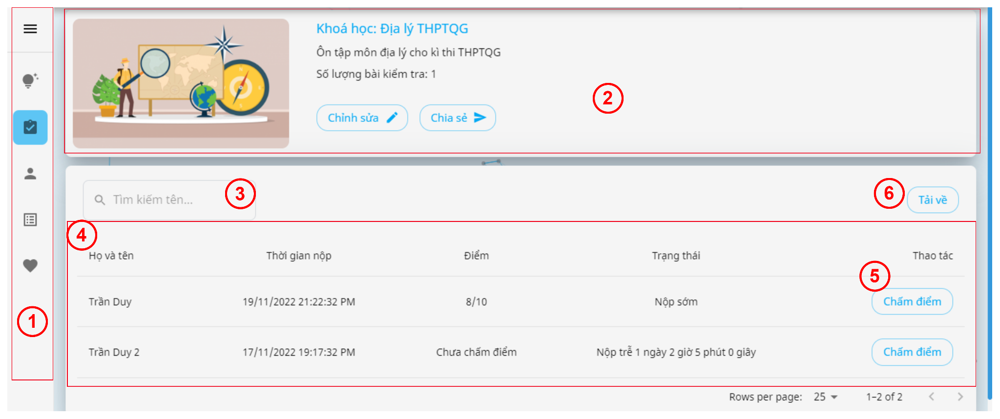 Khoá học: Địa lý THPTQG
Ôn tập môn địa lý cho kì thi THPTQG
Số lượng bài kiểm tra: 1
2
Chỉnh sửa
Chia sẻ
Tìm kiếm tên...
3
6
Tải về
4
Họ và tên Thời gian nộp Điểm Trạng thái Thao tác
5
Trần Duy 19/11/2022 21:22:32 PM 8/10 Nộp sớm Chấm điểm
1
Trần Duy 2 17/11/2022 19:17:32 PM Chưa chấm điểm Nộp trễ 1 ngày 2 giờ 5 phút 0 giây Chấm điểm
Rows per page: 25 1–2 of 2